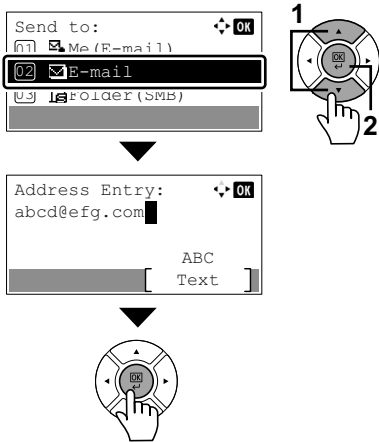 Send to: OK
01 Me(E-mail)
02 E-mail
03 Folder(SMB)
1
OK
2
Address Entry: OK
abcd@efg.com
ABC
[ Text ]
OK